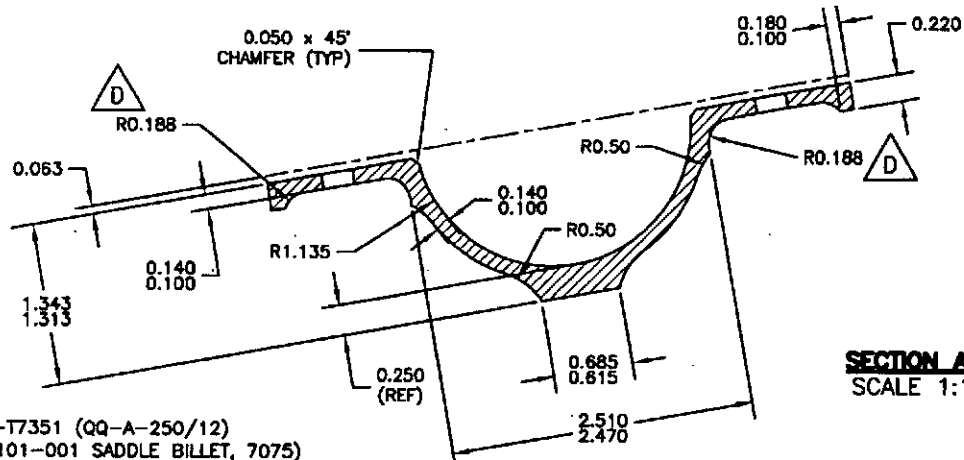 0.050 x 45°
CHAMFER (TYP)
0.180
0.100
0.220
D
R0.188
0.063
R0.50
R0.188
D
0.140
0.100
R1.135
R0.50
0.140
0.100
1.343
1.313
0.250
(REF)
0.685
0.615
2.510
2.470
SECTION A
SCALE 1:
-T7351 (QQ-A-250/12)
101-001 SADDLE BILLET, 7075)